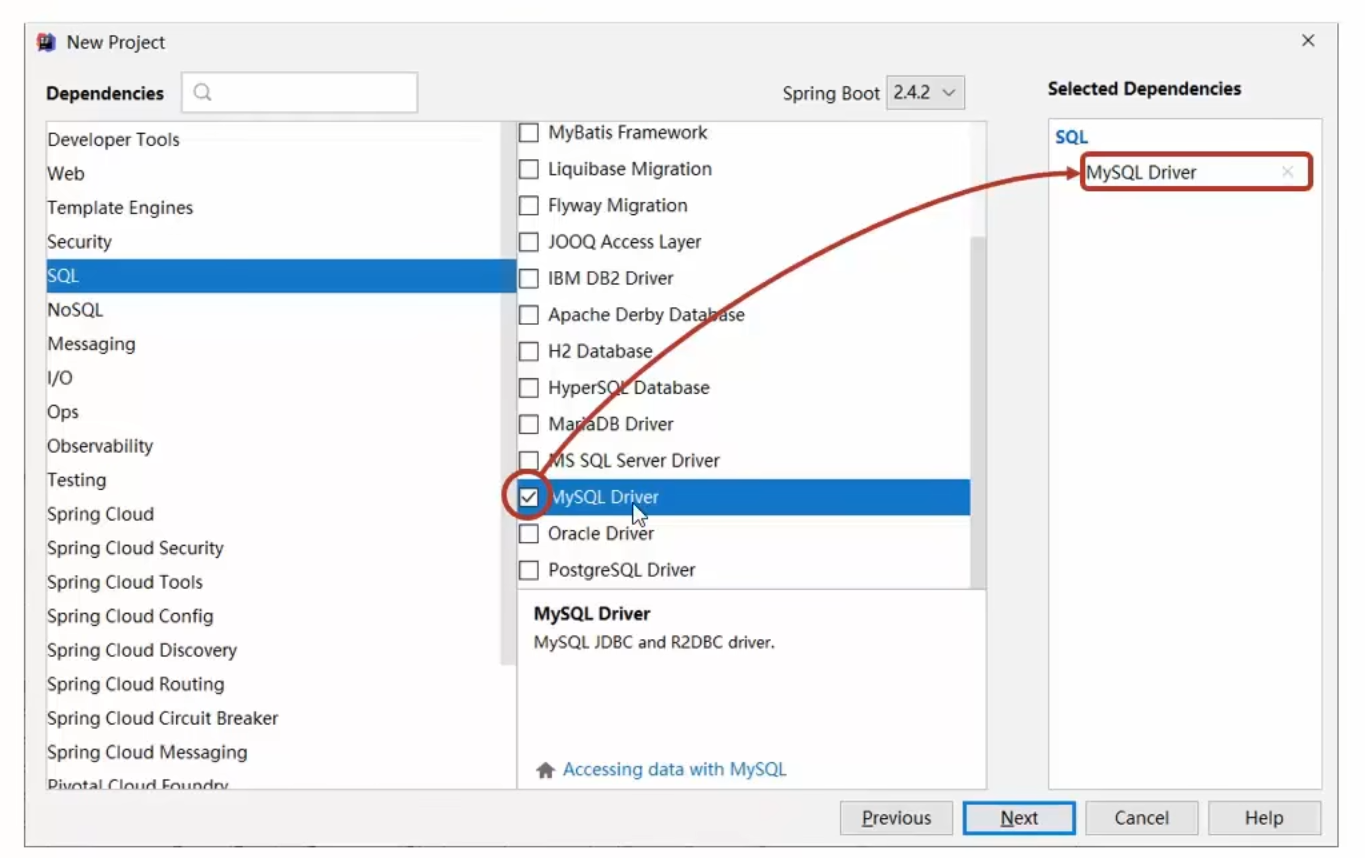 New Project
Dependencies
Spring Boot 2.4.2
Selected Dependencies
Developer Tools
Web
Template Engines
Security
SQL
NoSQL
Messaging
I/O
Ops
Observability
Testing
Spring Cloud
Spring Cloud Security
Spring Cloud Tools
Spring Cloud Config
Spring Cloud Discovery
Spring Cloud Routing
Spring Cloud Circuit Breaker
Spring Cloud Messaging
Pivotal Cloud Foundry
MyBatis Framework
Liquibase Migration
Flyway Migration
JOOQ Access Layer
IBM DB2 Driver
Apache Derby Database
H2 Database
HyperSQL Database
MariaDB Driver
MS SQL Server Driver
MySQL Driver
Oracle Driver
PostgreSQL Driver
MySQL Driver
MySQL JDBC and R2DBC driver.
Accessing data with MySQL
SQL
MySQL Driver
Previous
Next
Cancel
Help